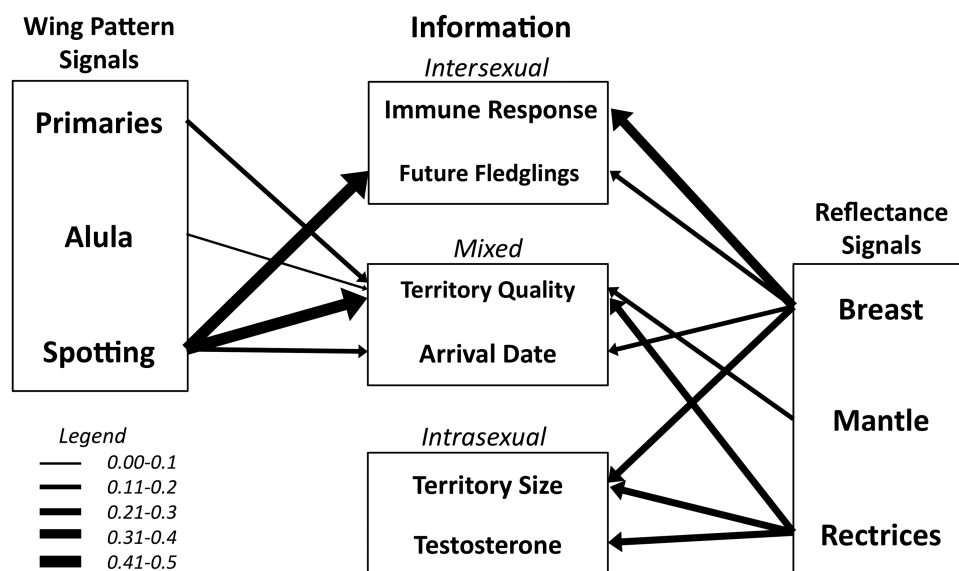 Wing Pattern
Signals
Primaries
Alula
Spotting
Legend
0.00-0.1
0.11-0.2
0.21-0.3
0.31-0.4
0.41-0.5
Information
Intersexual
Immune Response
Future Fledglings
Mixed
Territory Quality
Arrival Date
Intrasexual
Territory Size
Testosterone
Reflectance
Signals
Breast
Mantle
Rectrices